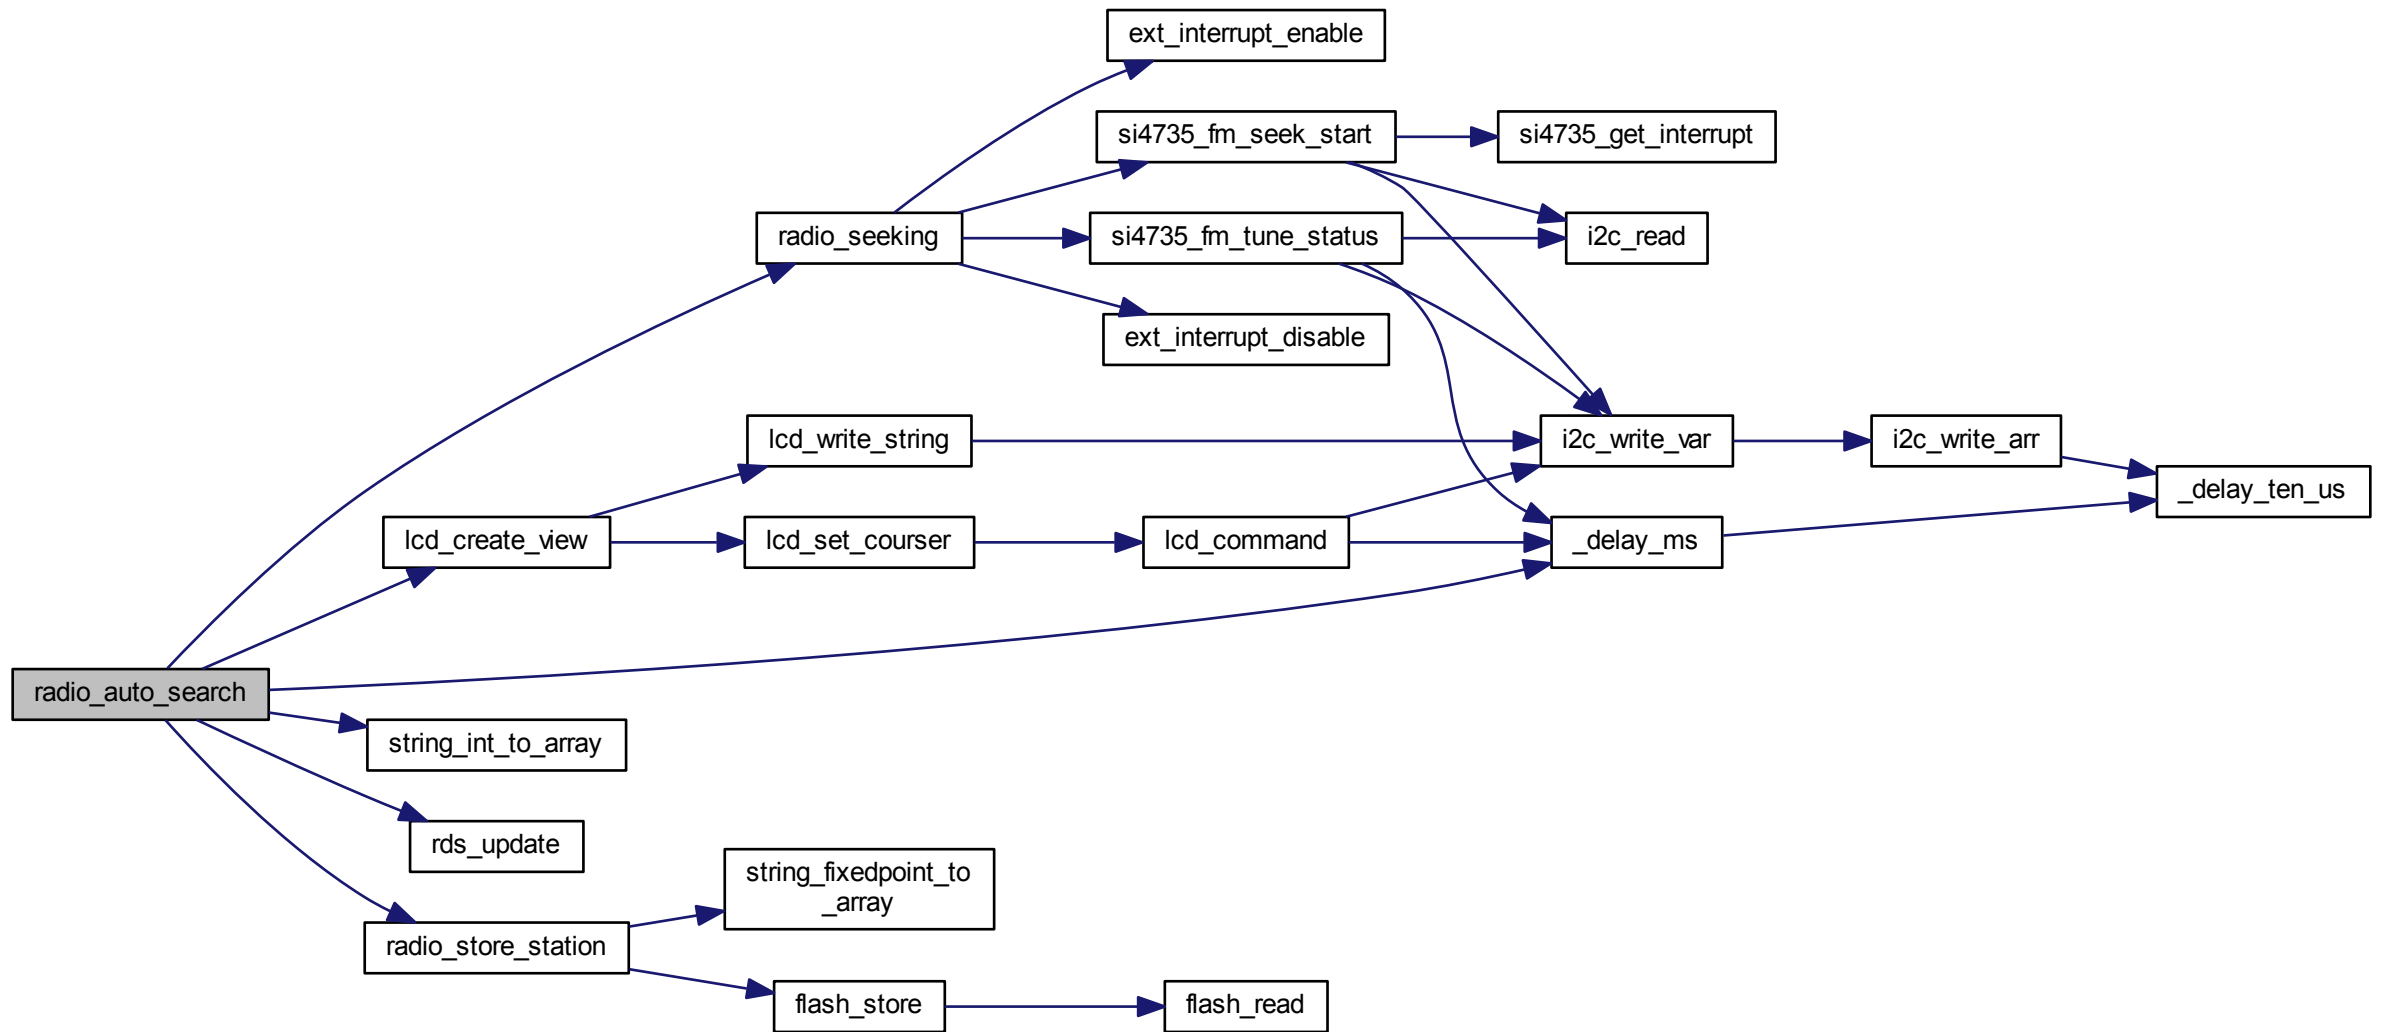 ext_interrupt_enable
si4735_fm_seek_start
si4735_get_interrupt
radio_seeking
si4735_fm_tune_status
i2c_read
ext_interrupt_disable
lcd_write_string
i2c_write_var
i2c_write_arr
_delay_ten_us
lcd_create_view
lcd_set_courser
lcd_command
_delay_ms
radio_auto_search
string_int_to_array
rds_update
string_fixedpoint_to
_array
radio_store_station
flash_store
flash_read